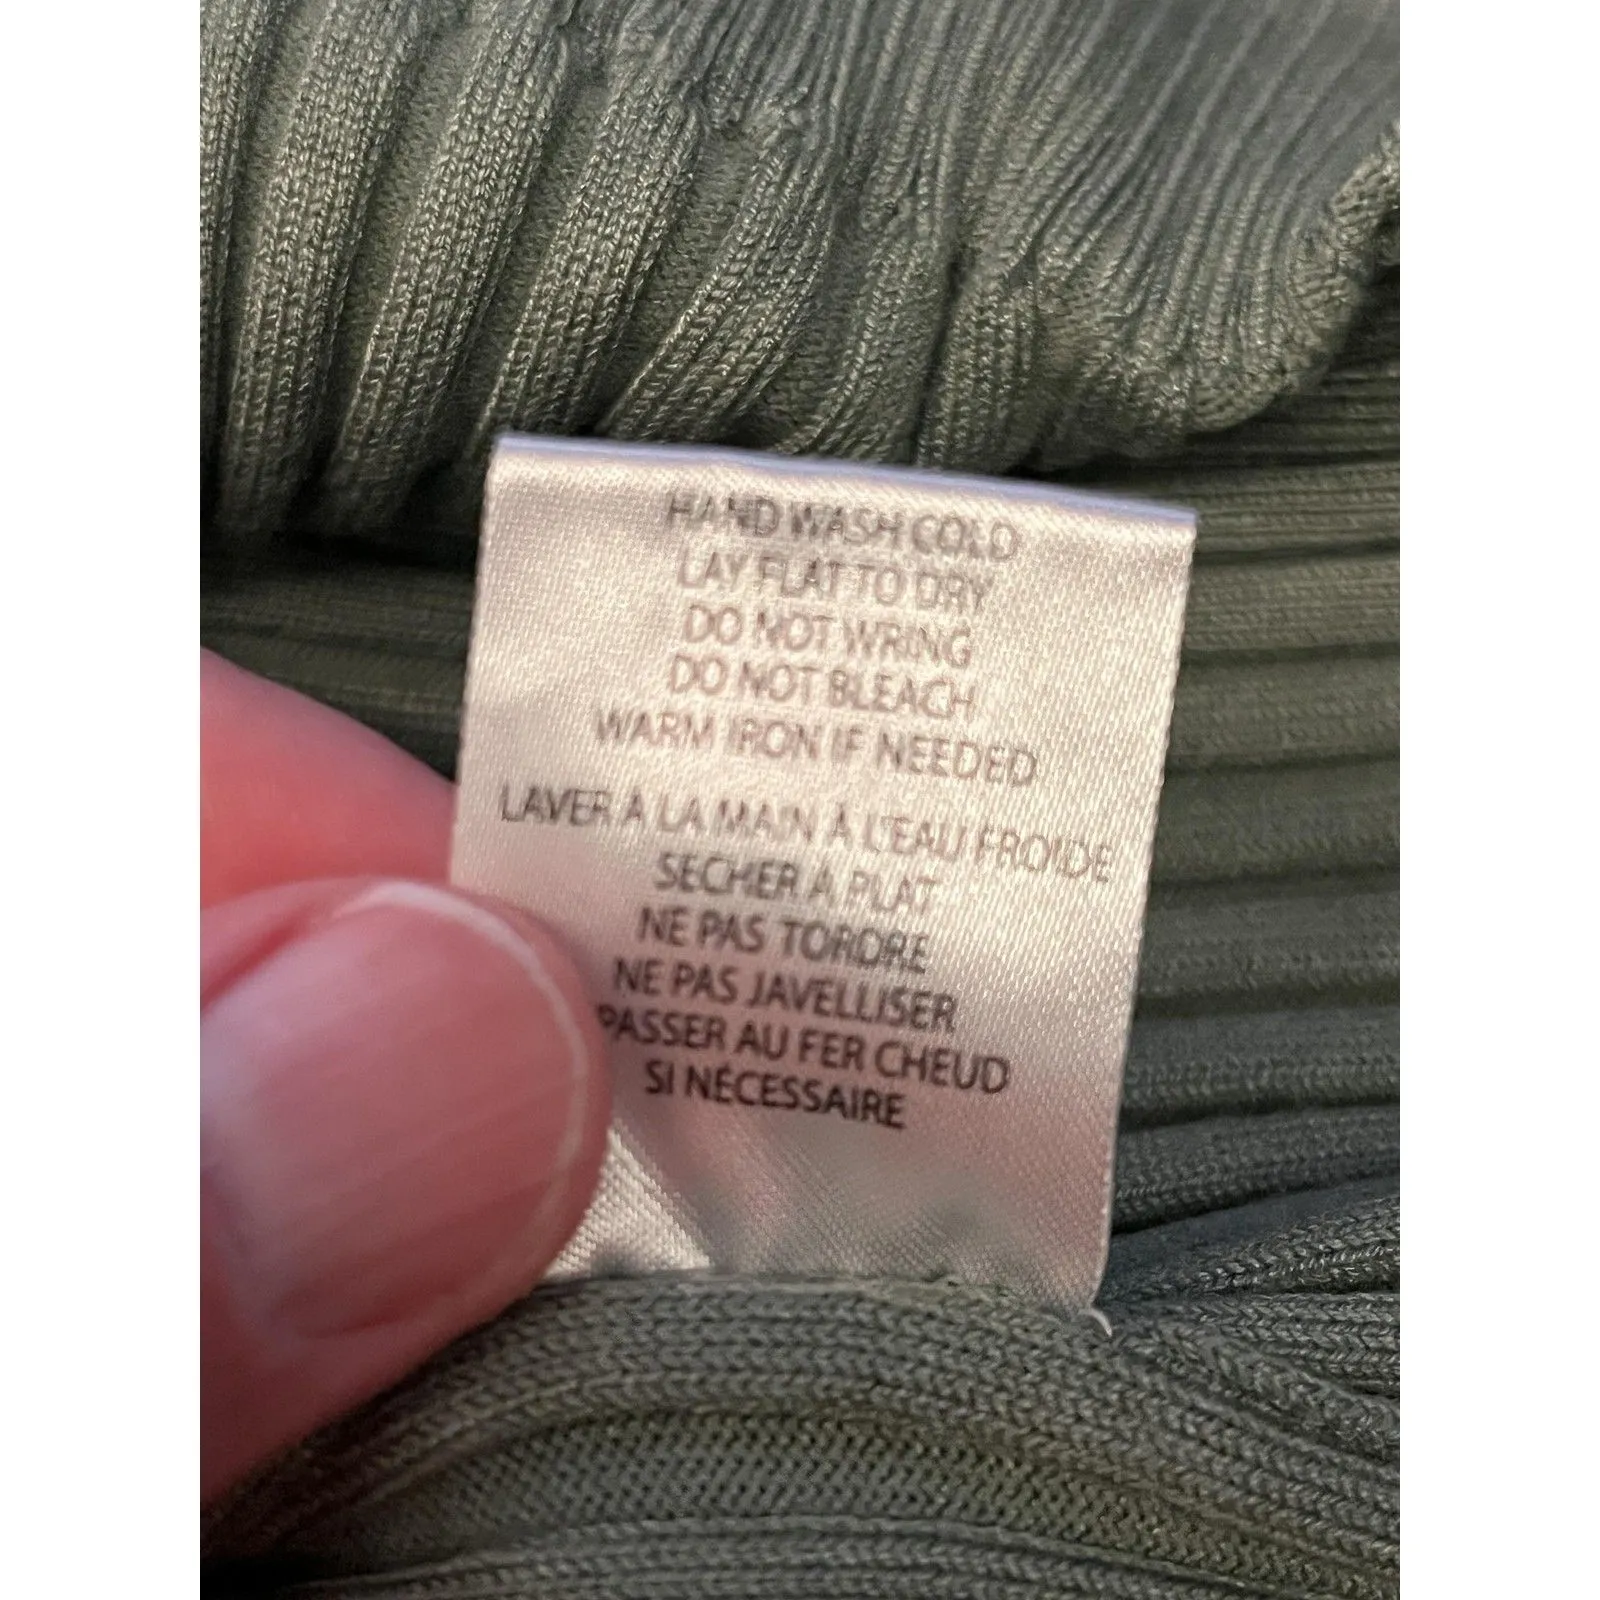 HAND WASH COLD
LAY FLAT TO DRY
DO NOT WRING
DO NOT BLEACH
WARM IRON IF NEEDED
LAVER À LA MAIN À L'EAU FROIDE
SECHER À PLAT
NE PAS TORDRE
NE PAS JAVELLISER
PASSER AU FER CHEUD
SI NÉCESSAIRE